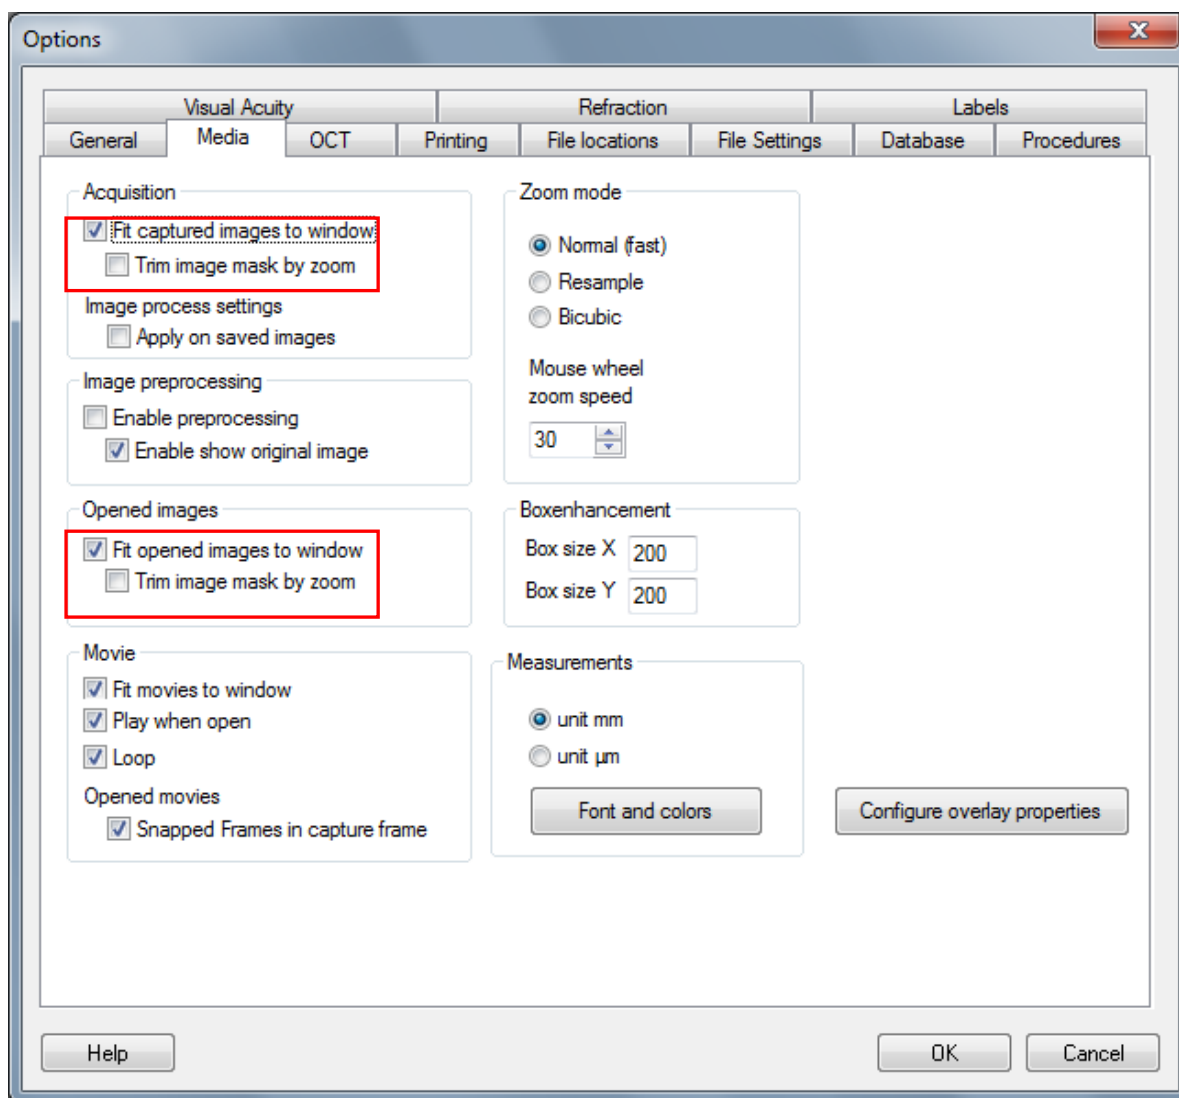 Options
Visual Acuity Refraction Labels
General Media OCT Printing File locations File Settings Database Procedures
Acquisition
Fit captured images to window
Trim image mask by zoom
Image process settings
Apply on saved images
Image preprocessing
Enable preprocessing
Enable show original image
Opened images
Fit opened images to window
Trim image mask by zoom
Movie
Fit movies to window
Play when open
Loop
Opened movies
Snapped Frames in capture frame
Zoom mode
Normal (fast)
Resample
Bicubic
Mouse wheel
zoom speed
30
Boxenhancement
Box size X 200
Box size Y 200
Measurements
unit mm
unit µm
Font and colors
Configure overlay properties
Help OK Cancel